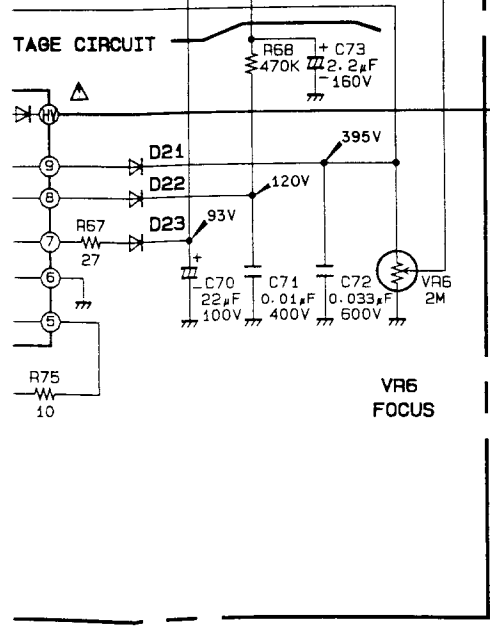 TAGE CIRCUIT
R68
470K
+ C73
2.2µF
- 160V
HV
395V
9
D21
8
D22
120V
7
R67
27
D23
93V
6
+
- C70
22µF
100V
C71
0.01µF
400V
C72
0.033µF
600V
VR6
2M
5
R75
10
VR6
FOCUS